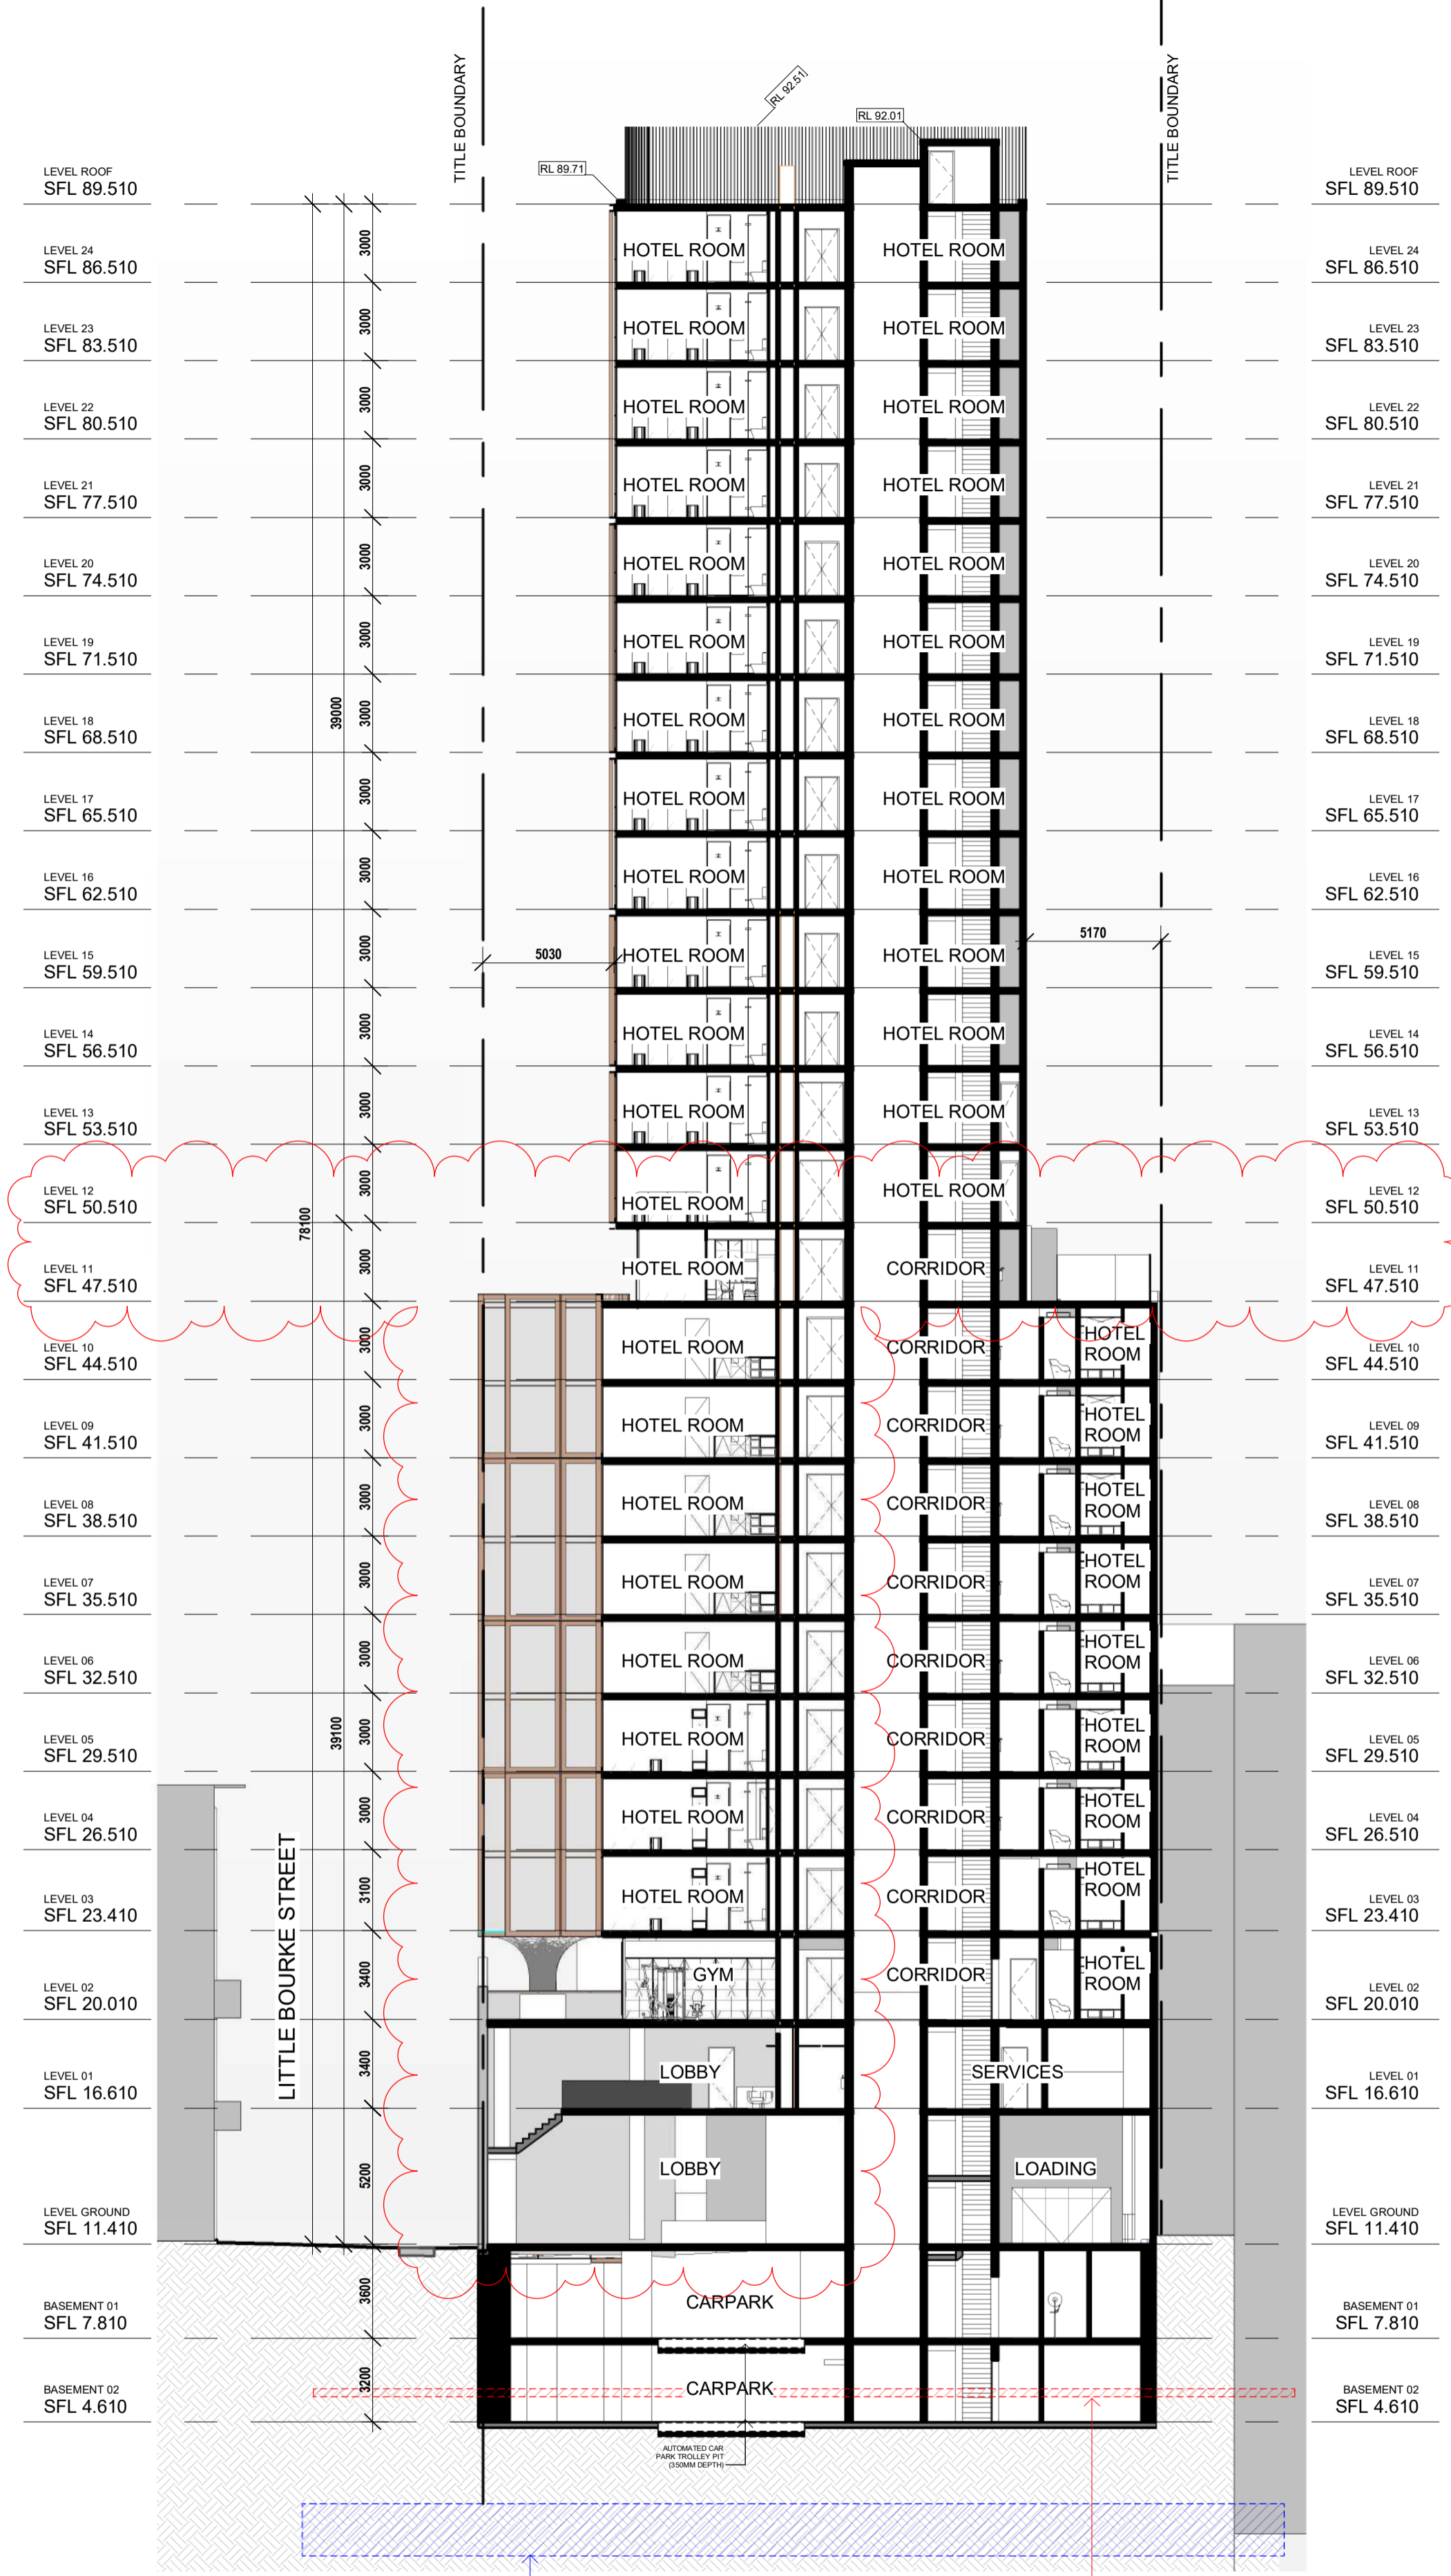 TITLE BOUNDARY
TITLE BOUNDARY
RL 92.51
RL 92.01
RL 89.71
LEVEL ROOF
SFL 89.510
LEVEL ROOF
SFL 89.510
3000
LEVEL 24
SFL 86.510
HOTEL ROOM
HOTEL ROOM
LEVEL 24
SFL 86.510
3000
LEVEL 23
SFL 83.510
HOTEL ROOM
HOTEL ROOM
LEVEL 23
SFL 83.510
3000
LEVEL 22
SFL 80.510
HOTEL ROOM
HOTEL ROOM
LEVEL 22
SFL 80.510
3000
LEVEL 21
SFL 77.510
HOTEL ROOM
HOTEL ROOM
LEVEL 21
SFL 77.510
3000
LEVEL 20
SFL 74.510
HOTEL ROOM
HOTEL ROOM
LEVEL 20
SFL 74.510
3000
LEVEL 19
SFL 71.510
HOTEL ROOM
HOTEL ROOM
LEVEL 19
SFL 71.510
39000
3000
LEVEL 18
SFL 68.510
HOTEL ROOM
HOTEL ROOM
LEVEL 18
SFL 68.510
3000
LEVEL 17
SFL 65.510
HOTEL ROOM
HOTEL ROOM
LEVEL 17
SFL 65.510
3000
LEVEL 16
SFL 62.510
HOTEL ROOM
HOTEL ROOM
LEVEL 16
SFL 62.510
3000
5030
5170
LEVEL 15
SFL 59.510
HOTEL ROOM
HOTEL ROOM
LEVEL 15
SFL 59.510
3000
LEVEL 14
SFL 56.510
HOTEL ROOM
HOTEL ROOM
LEVEL 14
SFL 56.510
3000
LEVEL 13
SFL 53.510
HOTEL ROOM
HOTEL ROOM
LEVEL 13
SFL 53.510
3000
LEVEL 12
SFL 50.510
HOTEL ROOM
HOTEL ROOM
LEVEL 12
SFL 50.510
78100
3000
LEVEL 11
SFL 47.510
HOTEL ROOM
CORRIDOR
LEVEL 11
SFL 47.510
3000
LEVEL 10
SFL 44.510
HOTEL ROOM
CORRIDOR
HOTEL
ROOM
LEVEL 10
SFL 44.510
3000
LEVEL 09
SFL 41.510
HOTEL ROOM
CORRIDOR
HOTEL
ROOM
LEVEL 09
SFL 41.510
3000
LEVEL 08
SFL 38.510
HOTEL ROOM
CORRIDOR
HOTEL
ROOM
LEVEL 08
SFL 38.510
3000
LEVEL 07
SFL 35.510
HOTEL ROOM
CORRIDOR
HOTEL
ROOM
LEVEL 07
SFL 35.510
3000
LEVEL 06
SFL 32.510
HOTEL ROOM
CORRIDOR
HOTEL
ROOM
LEVEL 06
SFL 32.510
39100
3000
LEVEL 05
SFL 29.510
HOTEL ROOM
CORRIDOR
HOTEL
ROOM
LEVEL 05
SFL 29.510
3000
LEVEL 04
SFL 26.510
HOTEL ROOM
CORRIDOR
HOTEL
ROOM
LEVEL 04
SFL 26.510
LITTLE BOURKE STREET
3100
LEVEL 03
SFL 23.410
HOTEL ROOM
CORRIDOR
HOTEL
ROOM
LEVEL 03
SFL 23.410
3400
LEVEL 02
SFL 20.010
GYM
CORRIDOR
HOTEL
ROOM
LEVEL 02
SFL 20.010
3400
LEVEL 01
SFL 16.610
LOBBY
SERVICES
LEVEL 01
SFL 16.610
5200
LOBBY
LOADING
LEVEL GROUND
SFL 11.410
LEVEL GROUND
SFL 11.410
3600
BASEMENT 01
SFL 7.810
CARPARK
BASEMENT 01
SFL 7.810
3200
BASEMENT 02
SFL 4.610
CARPARK
BASEMENT 02
SFL 4.610
AUTOMATED CAR
PARK TROLLEY PIT
(350MM DEPTH)